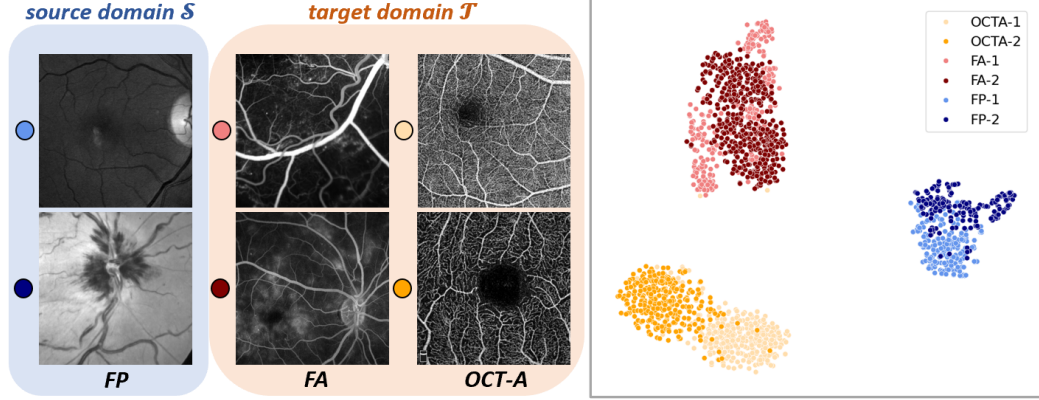 source domain S
target domain T
FP
FA
OCT-A
OCTA-1
OCTA-2
FA-1
FA-2
FP-1
FP-2